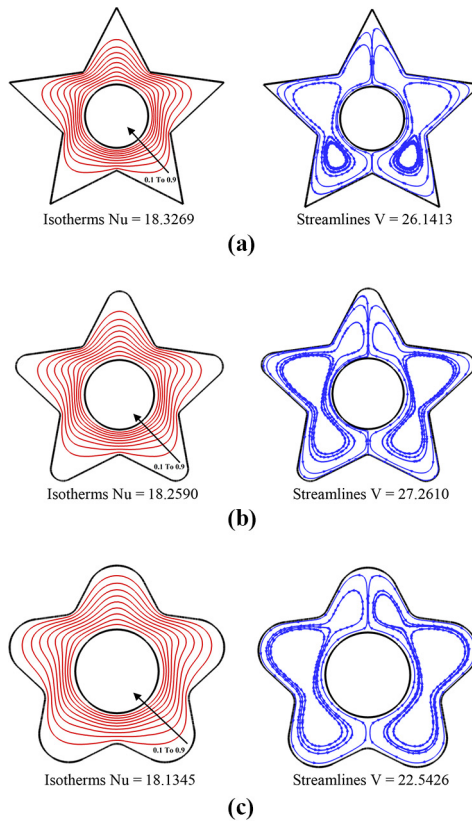 0.1 To 0.9
Isotherms Nu = 18.3269
Streamlines V = 26.1413
(a)
0.1 To 0.9
Isotherms Nu = 18.2590
Streamlines V = 27.2610
(b)
0.1 To 0.9
Isotherms Nu = 18.1345
Streamlines V = 22.5426
(c)